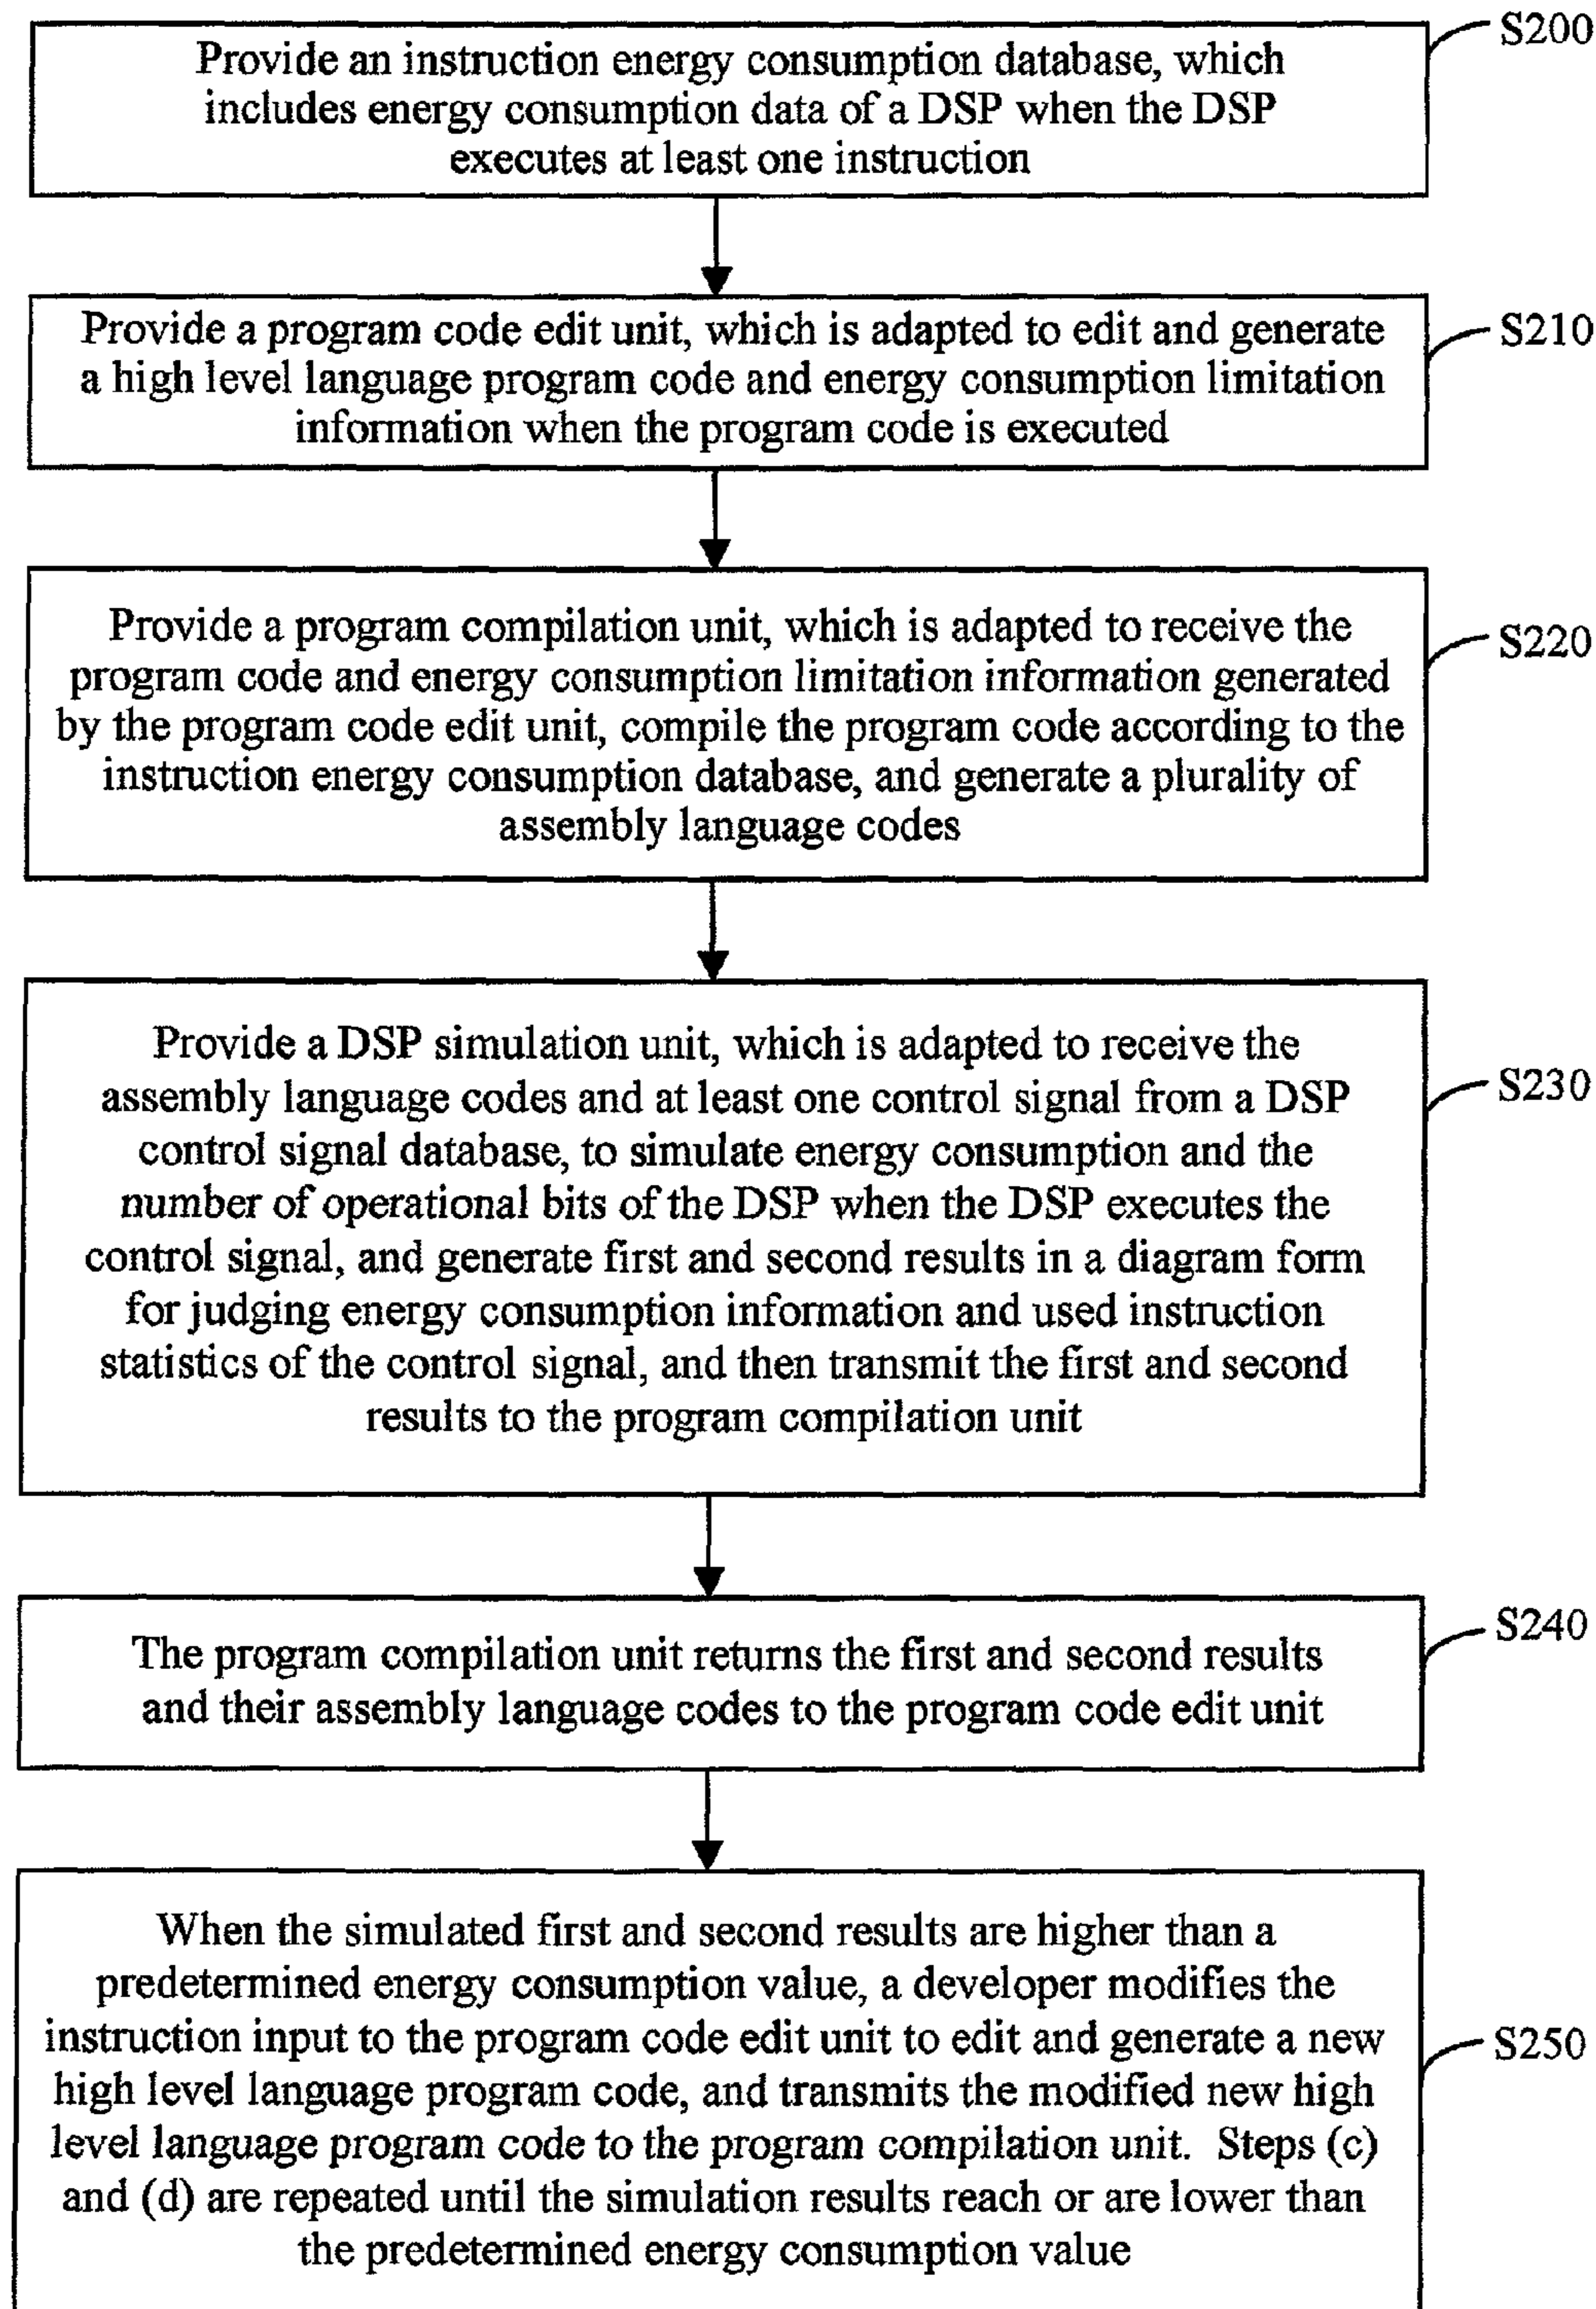 S200
Provide an instruction energy consumption database, which
includes energy consumption data of a DSP when the DSP
executes at least one instruction
S210
Provide a program code edit unit, which is adapted to edit and generate
a high level language program code and energy consumption limitation
information when the program code is executed
S220
Provide a program compilation unit, which is adapted to receive the
program code and energy consumption limitation information generated
by the program code edit unit, compile the program code according to the
instruction energy consumption database, and generate a plurality of
assembly language codes
S230
Provide a DSP simulation unit, which is adapted to receive the
assembly language codes and at least one control signal from a DSP
control signal database, to simulate energy consumption and the
number of operational bits of the DSP when the DSP executes the
control signal, and generate first and second results in a diagram form
for judging energy consumption information and used instruction
statistics of the control signal, and then transmit the first and second
results to the program compilation unit
S240
The program compilation unit returns the first and second results
and their assembly language codes to the program code edit unit
S250
When the simulated first and second results are higher than a
predetermined energy consumption value, a developer modifies the
instruction input to the program code edit unit to edit and generate a new
high level language program code, and transmits the modified new high
level language program code to the program compilation unit. Steps (c)
and (d) are repeated until the simulation results reach or are lower than
the predetermined energy consumption value